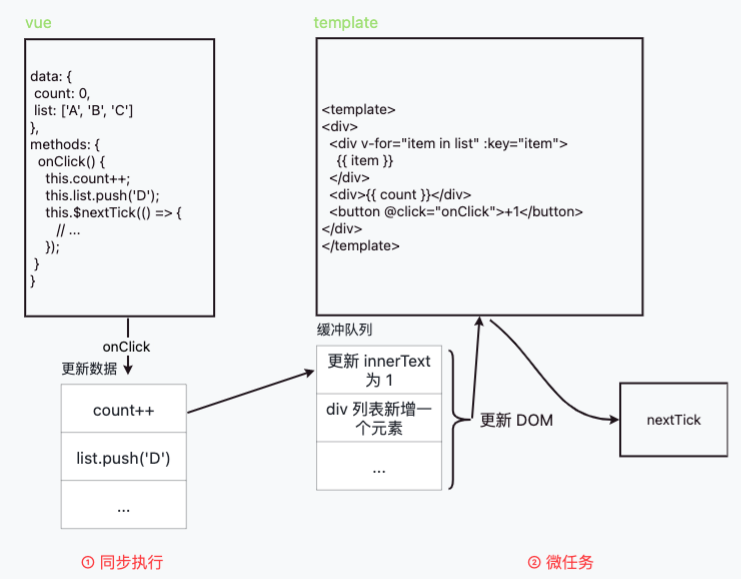 vue
data: {
count: 0,
list: ['A', 'B', 'C']
},
methods: {
onClick() {
this.count++;
this.list.push('D');
this.$nextTick(() => {
// ...
});
}
}
template
<template>
<div>
<div v-for="item in list" :key="item">
{{ item }}
</div>
<div>{{ count }}</div>
<button @click="onClick">+1</button>
</div>
</template>
onClick
更新数据
count++
list.push('D')
...
缓冲队列
更新 innerText
为 1
div 列表新增一
个元素
...
更新 DOM
nextTick
① 同步执行
② 微任务